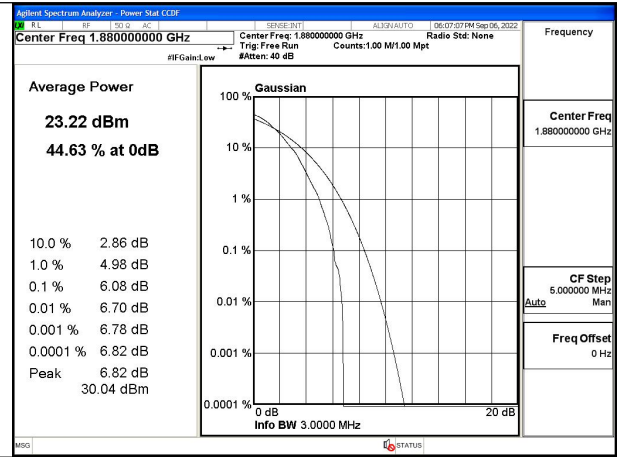 Agilent Spectrum Analyzer - Power Stat CCDF
RL RF 50 Ω AC SENSE:INT ALIGN AUTO 06:07:07 PM Sep 06, 2022
Center Freq 1.880000000 GHz
Center Freq: 1.880000000 GHz Radio Std: None
Trig: Free Run Counts:1.00 M/1.00 Mpt
#IFGain:Low #Atten: 40 dB
Frequency
Average Power
23.22 dBm
44.63 % at 0dB
10.0 % 2.86 dB
1.0 % 4.98 dB
0.1 % 6.08 dB
0.01 % 6.70 dB
0.001 % 6.78 dB
0.0001 % 6.82 dB
Peak 6.82 dB
30.04 dBm
Gaussian
100 %
10 %
1 %
0.1 %
0.01 %
0.001 %
0.0001 %
0 dB 20 dB
Info BW 3.0000 MHz
Center Freq
1.880000000 GHz
CF Step
5.000000 MHz
Auto Man
Freq Offset
0 Hz
MSG STATUS